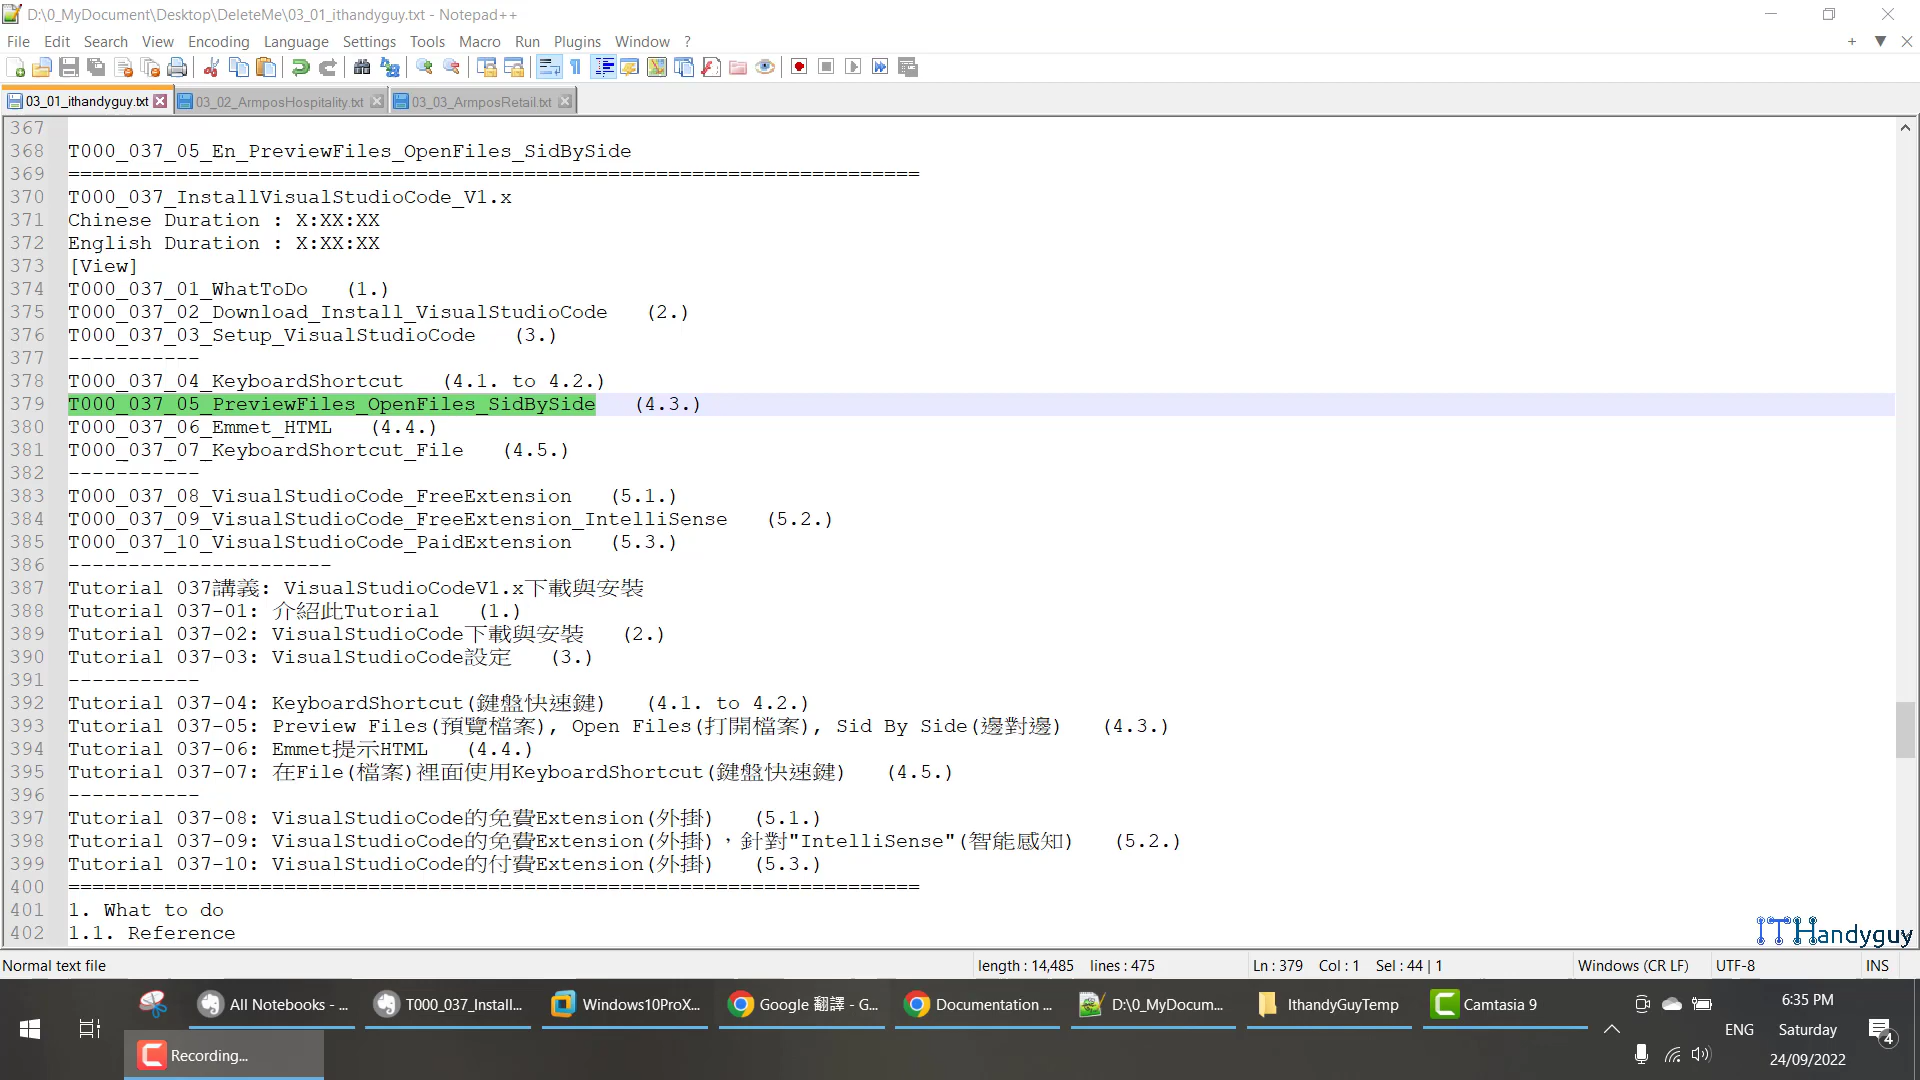 D:\0_MyDocument\Desktop\DeleteMe\03_01_ithandyguy.txt - Notepad++
File Edit Search View Encoding Language Settings Tools Macro Run Plugins Window ?
03_01_ithandyguy.txt 03_02_ArmposHospitality.txt 03_03_ArmposRetail.txt
367
368 T000_037_05_En_PreviewFiles_OpenFiles_SidBySide
369 =======================================================================
370 T000_037_InstallVisualStudioCode_V1.x
371 Chinese Duration : X:XX:XX
372 English Duration : X:XX:XX
373 [View]
374 T000_037_01_WhatToDo (1.)
375 T000_037_02_Download_Install_VisualStudioCode (2.)
376 T000_037_03_Setup_VisualStudioCode (3.)
377 -----------
378 T000_037_04_KeyboardShortcut (4.1. to 4.2.)
379 T000_037_05_PreviewFiles_OpenFiles_SidBySide (4.3.)
380 T000_037_06_Emmet_HTML (4.4.)
381 T000_037_07_KeyboardShortcut_File (4.5.)
382 -----------
383 T000_037_08_VisualStudioCode_FreeExtension (5.1.)
384 T000_037_09_VisualStudioCode_FreeExtension_IntelliSense (5.2.)
385 T000_037_10_VisualStudioCode_PaidExtension (5.3.)
386 ----------------------
387 Tutorial 037講義: VisualStudioCodeV1.x下載與安裝
388 Tutorial 037-01: 介紹此Tutorial (1.)
389 Tutorial 037-02: VisualStudioCode下載與安裝 (2.)
390 Tutorial 037-03: VisualStudioCode設定 (3.)
391 -----------
392 Tutorial 037-04: KeyboardShortcut(鍵盤快速鍵) (4.1. to 4.2.)
393 Tutorial 037-05: Preview Files(預覽檔案), Open Files(打開檔案), Sid By Side(邊對邊) (4.3.)
394 Tutorial 037-06: Emmet提示HTML (4.4.)
395 Tutorial 037-07: 在File(檔案)裡面使用KeyboardShortcut(鍵盤快速鍵) (4.5.)
396 -----------
397 Tutorial 037-08: VisualStudioCode的免費Extension(外掛) (5.1.)
398 Tutorial 037-09: VisualStudioCode的免費Extension(外掛)，針對"IntelliSense"(智能感知) (5.2.)
399 Tutorial 037-10: VisualStudioCode的付費Extension(外掛) (5.3.)
400 =======================================================================
401 1. What to do
402 1.1. Reference
ITHandyguy
Normal text file length : 14,485 lines : 475 Ln : 379 Col : 1 Sel : 44 | 1 Windows (CR LF) UTF-8 INS
All Notebooks - ... T000_037_Install... Windows10ProX... Google 翻譯 - G... Documentation ... D:\0_MyDocum... IthandyGuyTemp Camtasia 9
Recording...
ENG
6:35 PM
Saturday
24/09/2022
4